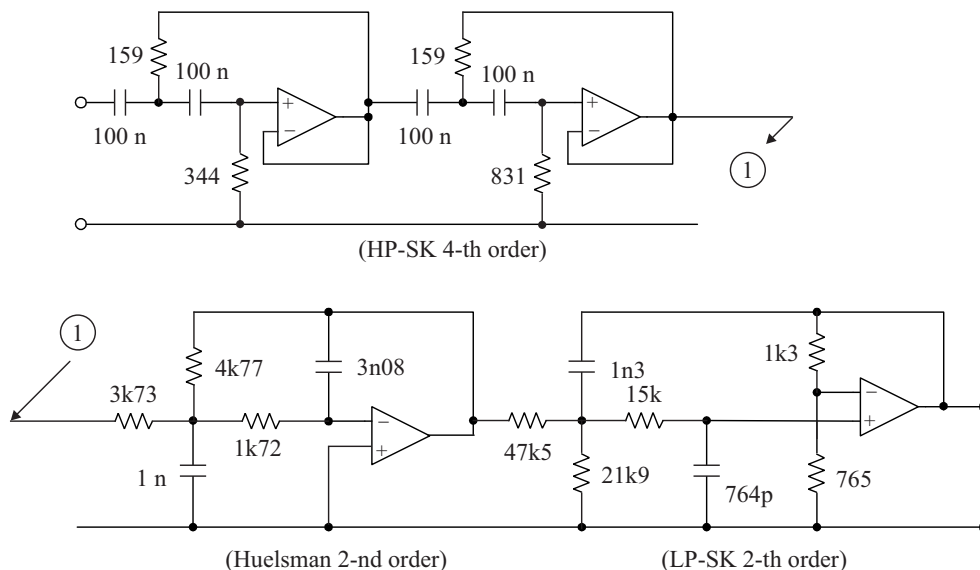 159
159
100 n
100 n
+
−
+
−
100 n
100 n
344
831
1
(HP-SK 4-th order)
1
4k77
3n08
1n3
1k3
3k73
1k72
−
+
15k
−
+
47k5
1 n
21k9
764p
765
(Huelsman 2-nd order)
(LP-SK 2-th order)